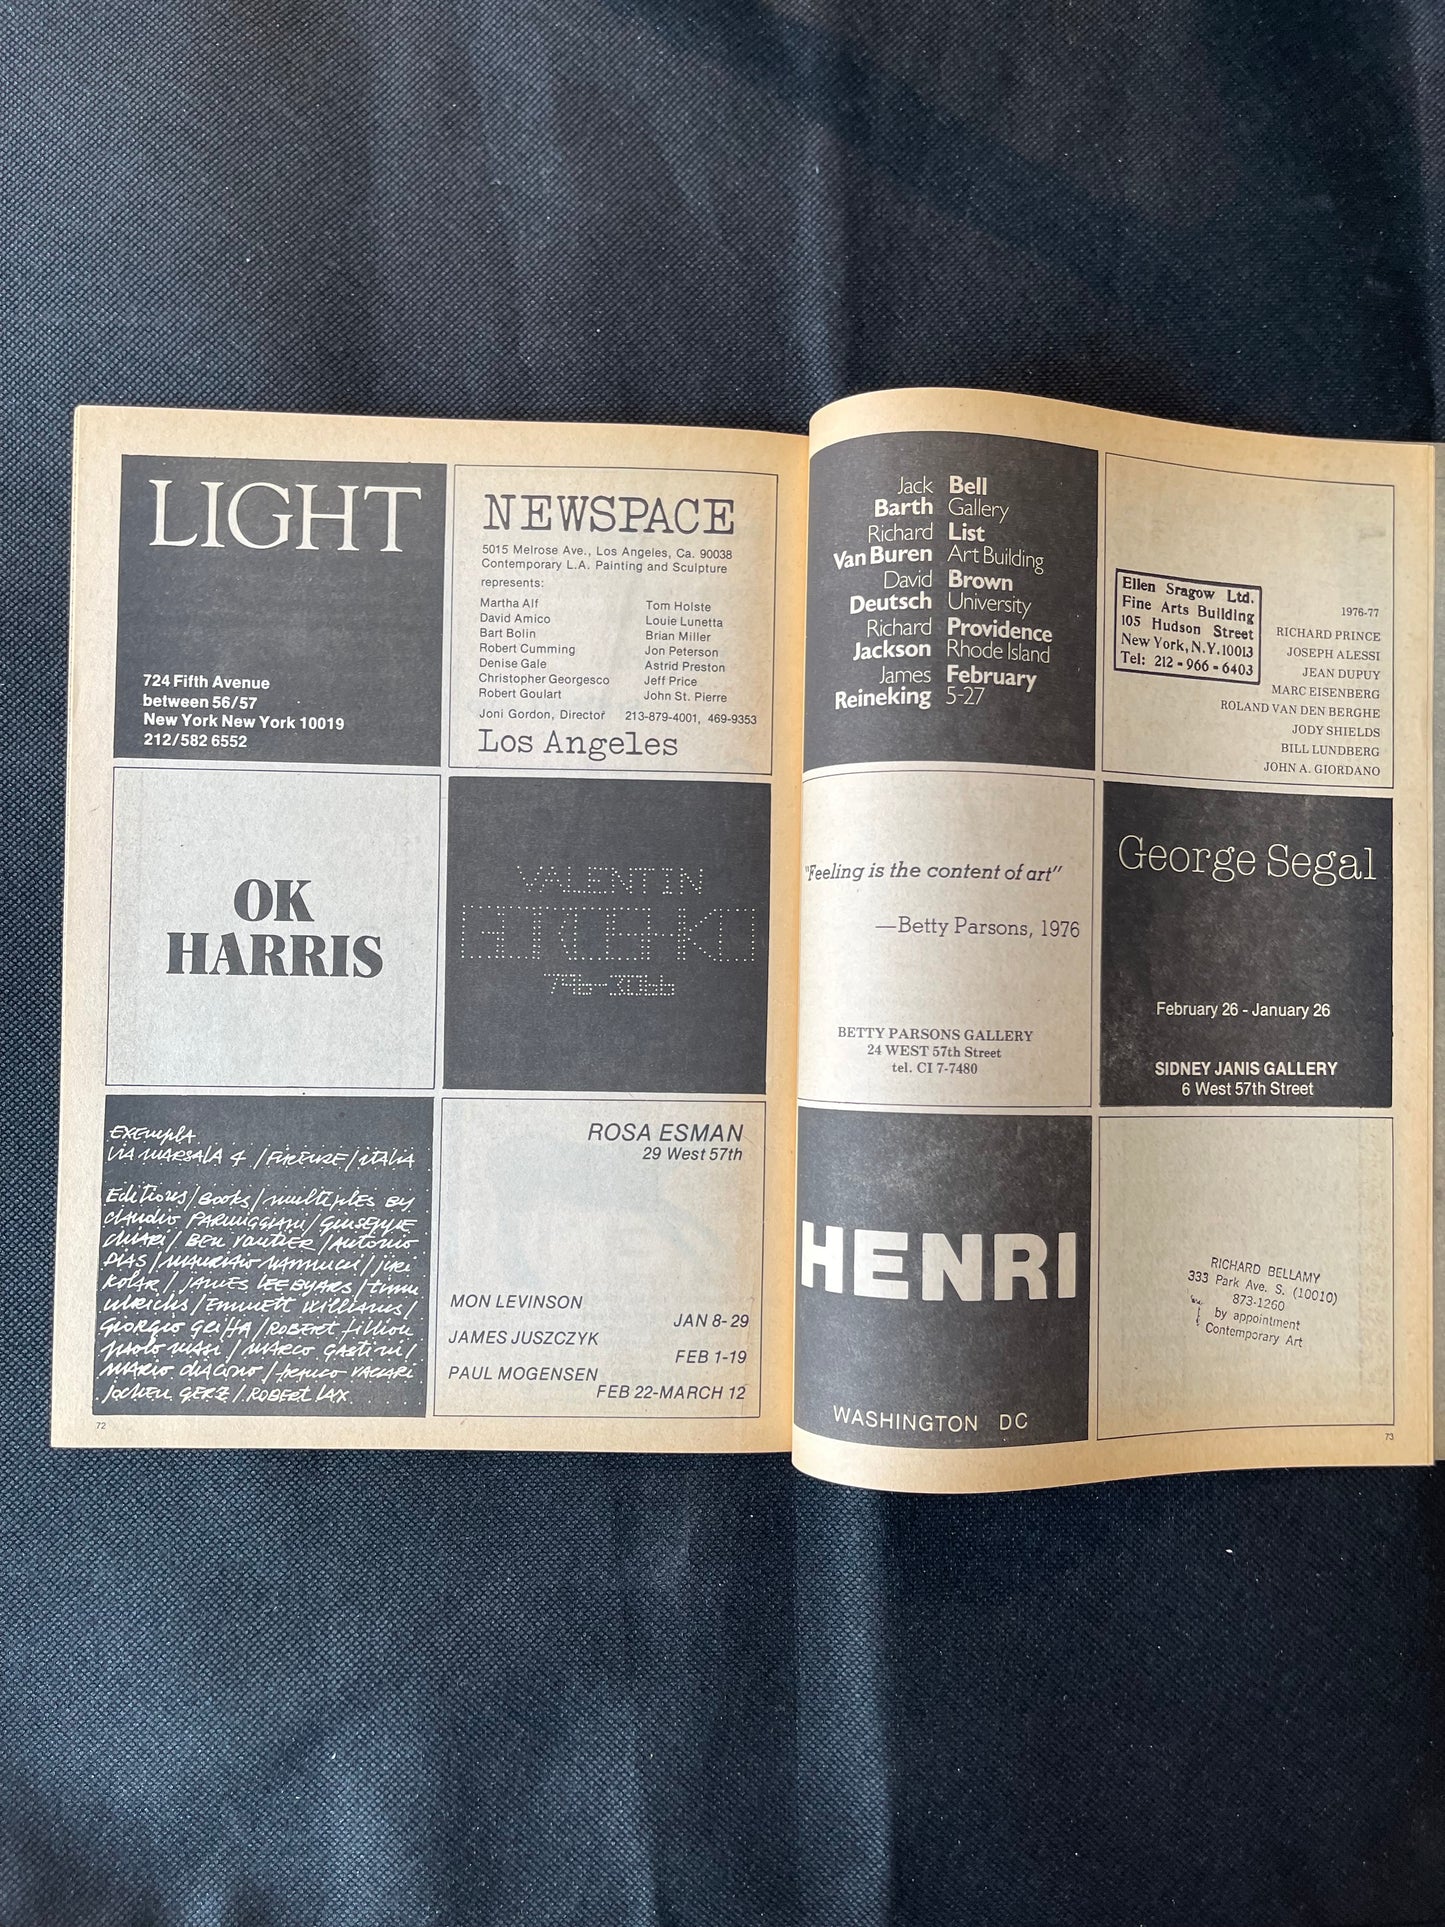 LIGHT
724 Fifth Avenue
between 56/57
New York New York 10019
212/582 6552
NEWSPACE
5015 Melrose Ave., Los Angeles, Ca. 90038
Contemporary L.A. Painting and Sculpture
represents:
Martha Alf
David Amico
Bart Bolin
Robert Cumming
Denise Gale
Christopher Georgesco
Robert Goulart
Tom Holste
Louie Lunetta
Brian Miller
Jon Peterson
Astrid Preston
Jeff Price
John St. Pierre
Joni Gordon, Director 213-879-4001, 469-9353
Los Angeles
OK
HARRIS
VALENTIN
746-3066
EXEMPLA
VIA MARSALA 4 / FIRENZE / ITALIA
Editions / Books / multiples BY
CLAUDIO PARMIGGIANI / GIUSEPPE
CHIARI / BEN VAUTIER / ANTONIO
DIAS / MAURIZIO NANNUCCI / JIRI
KOLAR / JAMES LEE BYARS / timm
ulrichs / EMMETT WILLIAMS /
GIORGIO GRIFFA / ROBERT filliou
paolo masi / MARCO GASTINI /
MARIO DIACONO / franco VACCARI
JOCHEN GERZ / ROBERT LAX
ROSA ESMAN
29 West 57th
MON LEVINSON
JAN 8-29
JAMES JUSZCZYK
FEB 1-19
PAUL MOGENSEN
FEB 22-MARCH 12
72
Jack Bell
Barth Gallery
Richard List
Van Buren Art Building
David Brown
Deutsch University
Richard Providence
Jackson Rhode Island
James February
Reineking 5-27
Ellen Sragow Ltd.
Fine Arts Building
105 Hudson Street
New York, N.Y. 10013
Tel: 212-966-6403
1976-77
RICHARD PRINCE
JOSEPH ALESSI
JEAN DUPUY
MARC EISENBERG
ROLAND VAN DEN BERGHE
JODY SHIELDS
BILL LUNDBERG
JOHN A. GIORDANO
"Feeling is the content of art"
—Betty Parsons, 1976
BETTY PARSONS GALLERY
24 WEST 57th Street
tel. CI 7-7480
George Segal
February 26 - January 26
SIDNEY JANIS GALLERY
6 West 57th Street
HENRI
WASHINGTON DC
RICHARD BELLAMY
333 Park Ave. S. (10010)
873-1260
by appointment
Contemporary Art
73